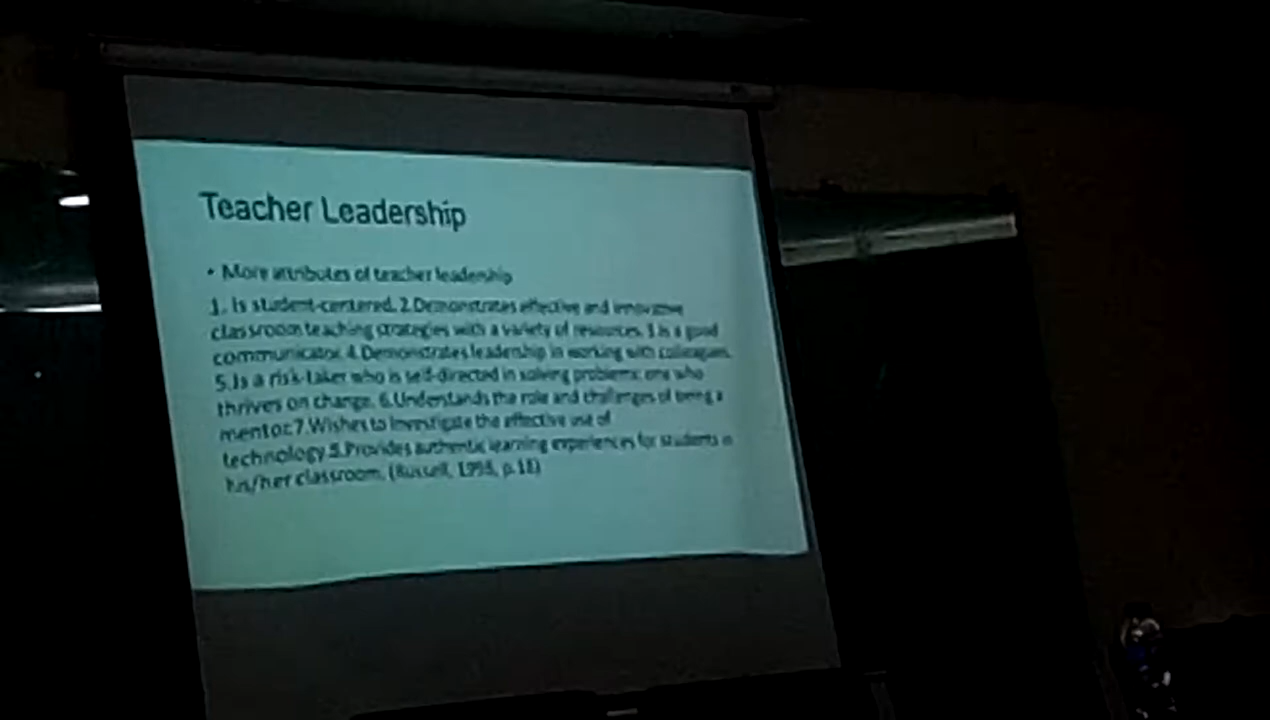 Teacher Leadership
• More attributes of teacher leadership
1. Is student-centered. 2.Demonstrates effective and innovative
classroom teaching strategies with a variety of resources. 3.Is a good
communicator. 4.Demonstrates leadership in working with colleagues.
5.Is a risk-taker who is self-directed in solving problems; one who
thrives on change. 6.Understands the role and challenges of being a
mentor.7.Wishes to investigate the effective use of
technology.8.Provides authentic learning experiences for students in
his/her classroom. (Russell,